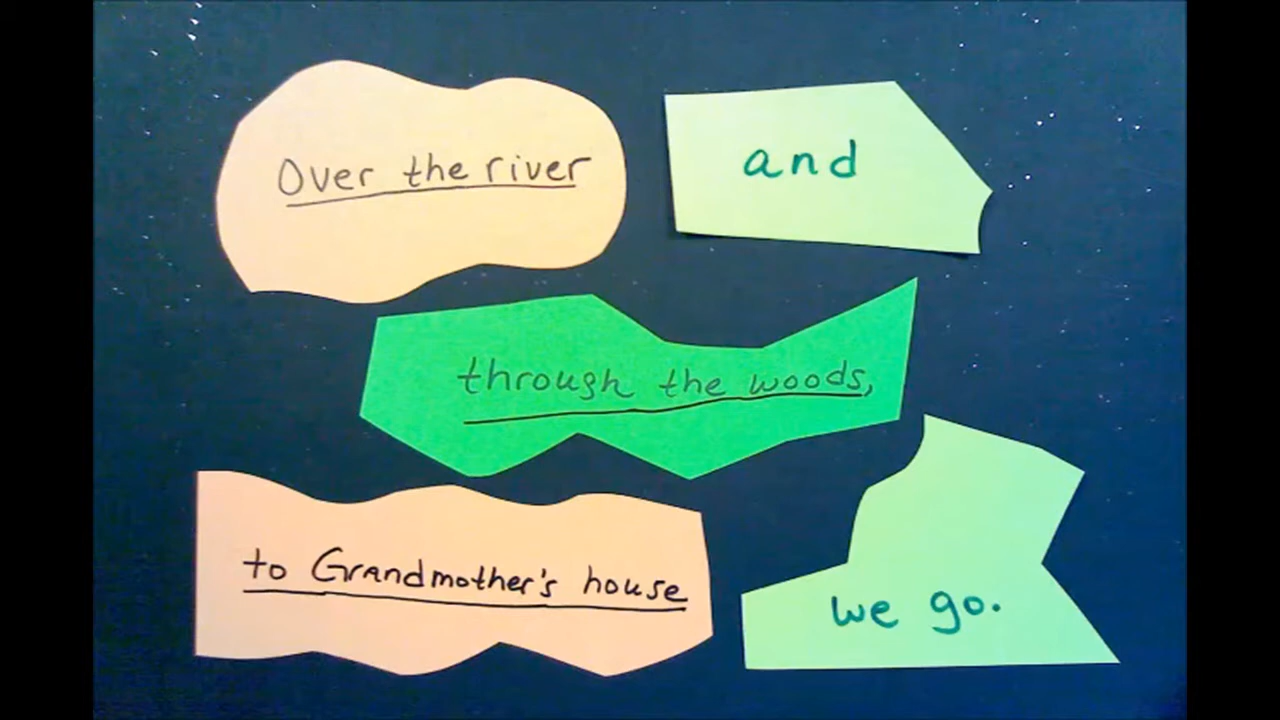 Over the river
and
through the woods,
to Grandmother's house
we go.